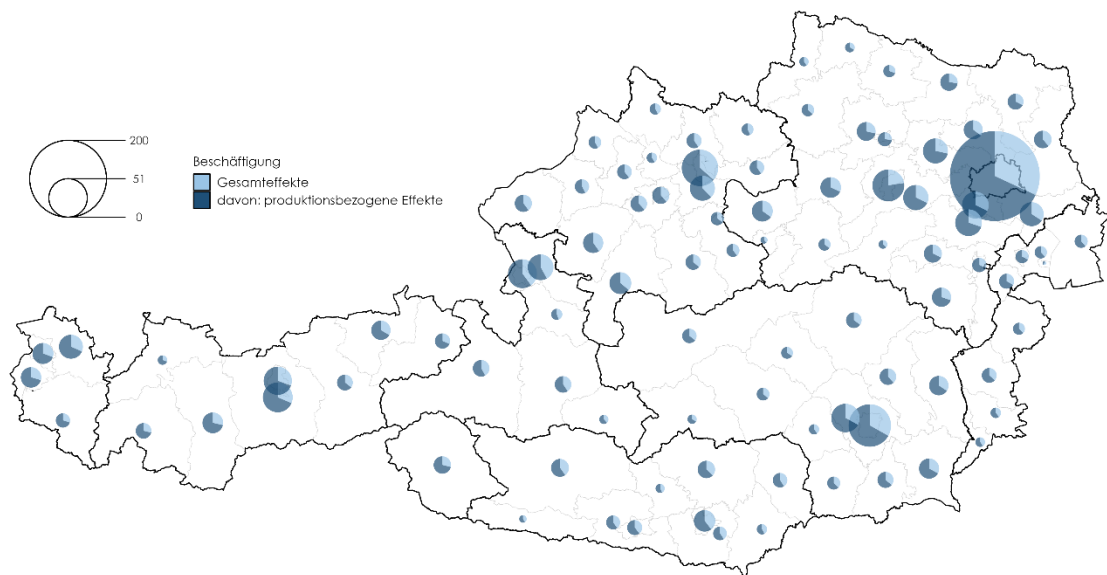 200
51
0
Beschäftigung
Gesamteffekte
davon: produktionsbezogene Effekte